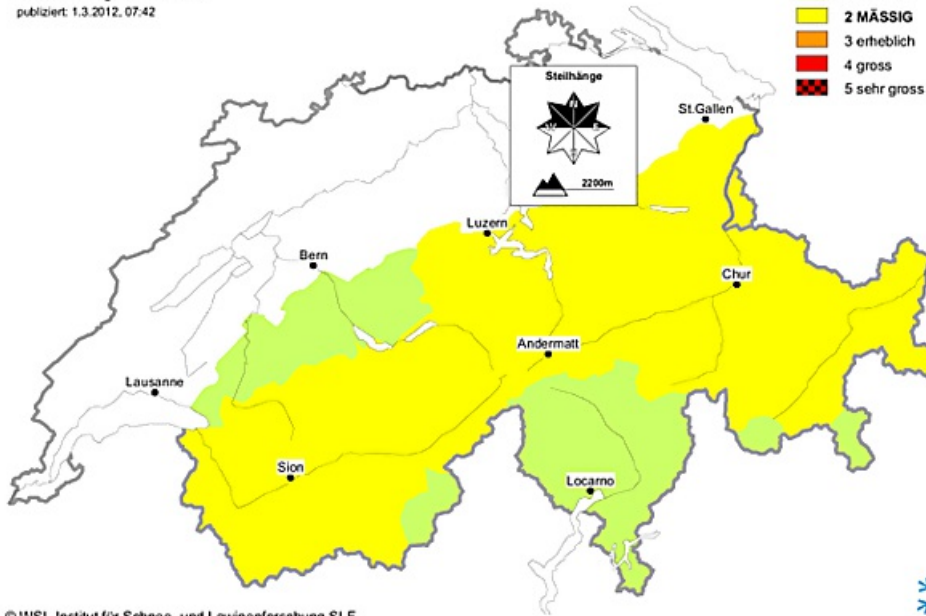 publiziert: 1.3.2012, 07:42
2 MÄSSIG
3 erheblich
4 gross
5 sehr gross
Steilhänge
N
W E
S
2200m
St.Gallen
Luzern
Bern
Chur
Andermatt
Lausanne
Sion
Locarno
© WSL-Institut für Schnee- und Lawinenforschung SLF